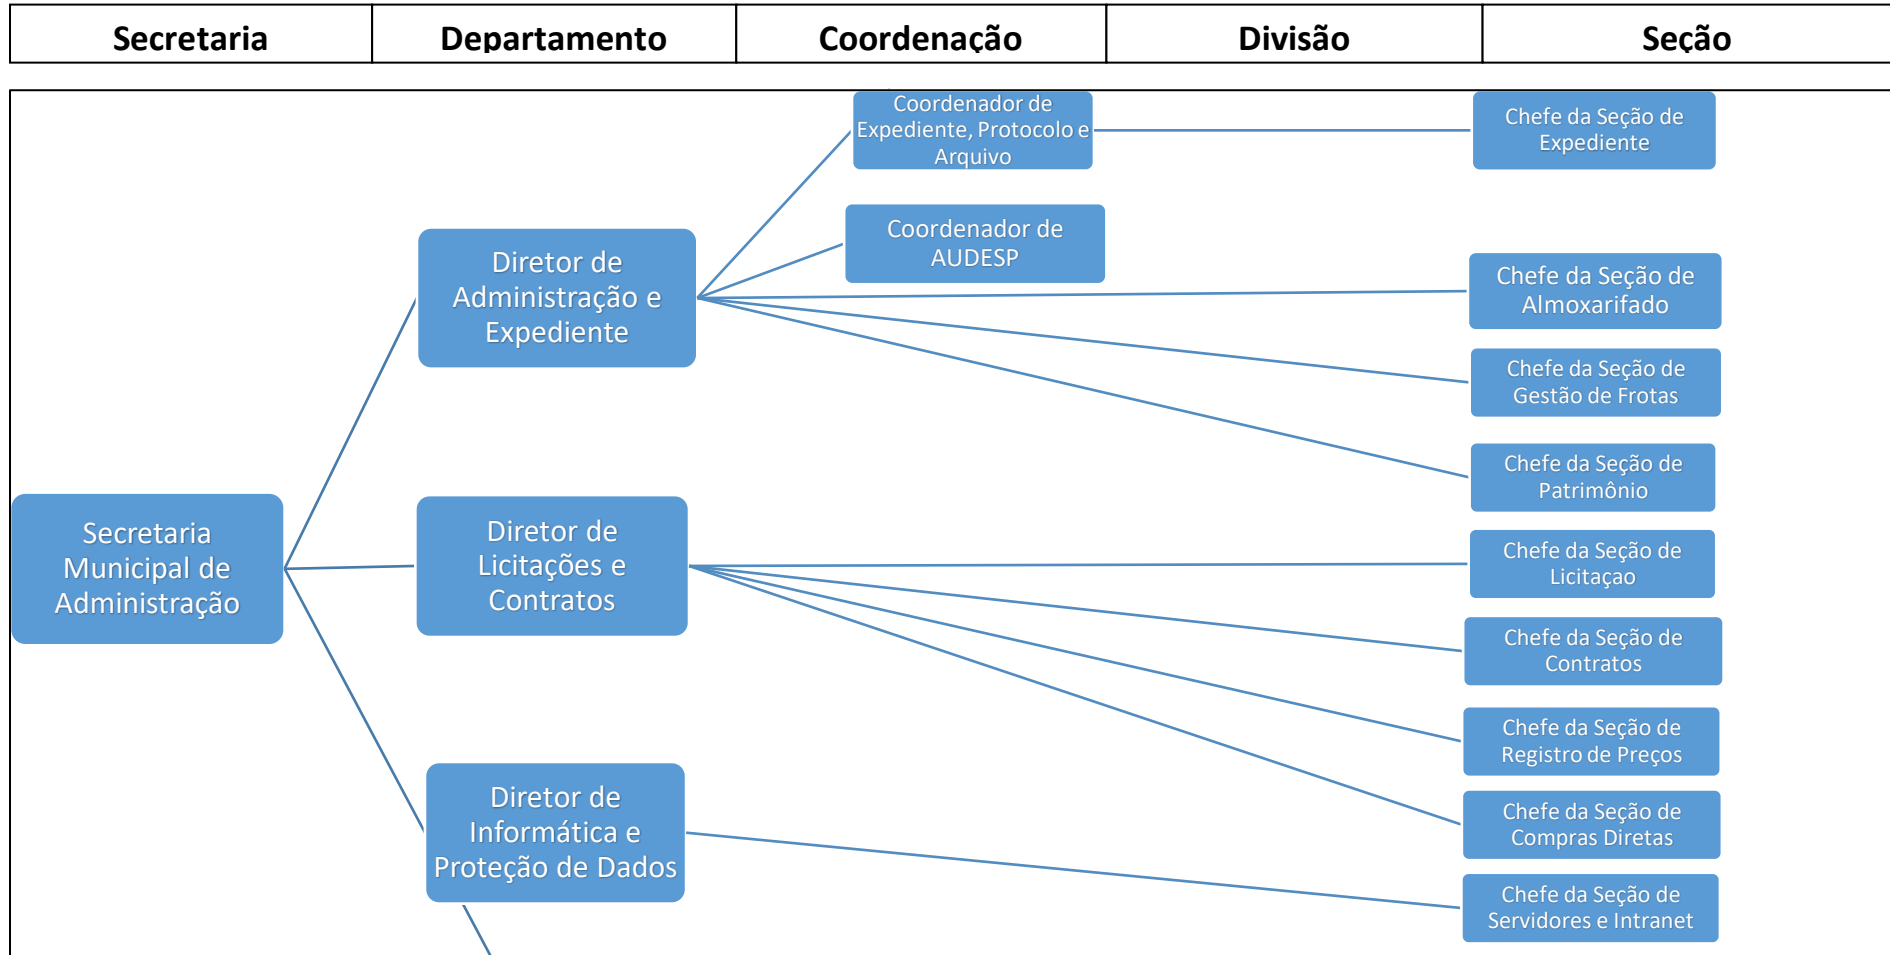 Secretaria
Departamento
Coordenação
Divisão
Seção
Coordenador de
Expediente, Protocolo e
Arquivo
Chefe da Seção de
Expediente
Coordenador de
AUDESP
Diretor de
Administração e
Expediente
Chefe da Seção de
Almoxarifado
Chefe da Seção de
Gestão de Frotas
Chefe da Seção de
Patrimônio
Secretaria
Municipal de
Administração
Diretor de
Licitações e
Contratos
Chefe da Seção de
Licitaçao
Chefe da Seção de
Contratos
Chefe da Seção de
Registro de Preços
Diretor de
Informática e
Proteção de Dados
Chefe da Seção de
Compras Diretas
Chefe da Seção de
Servidores e Intranet